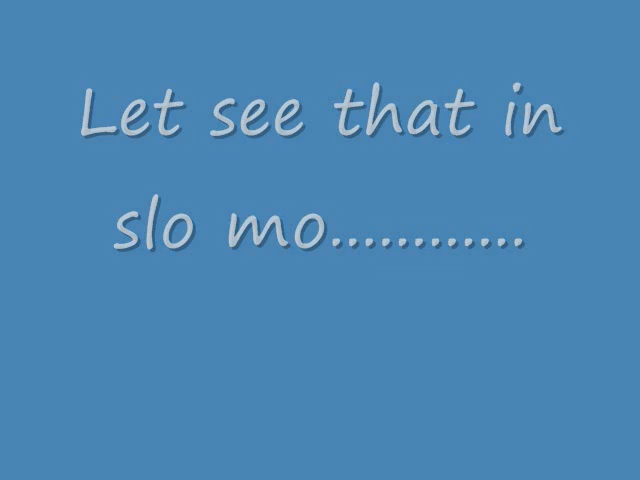 Let see that in
slo mo............